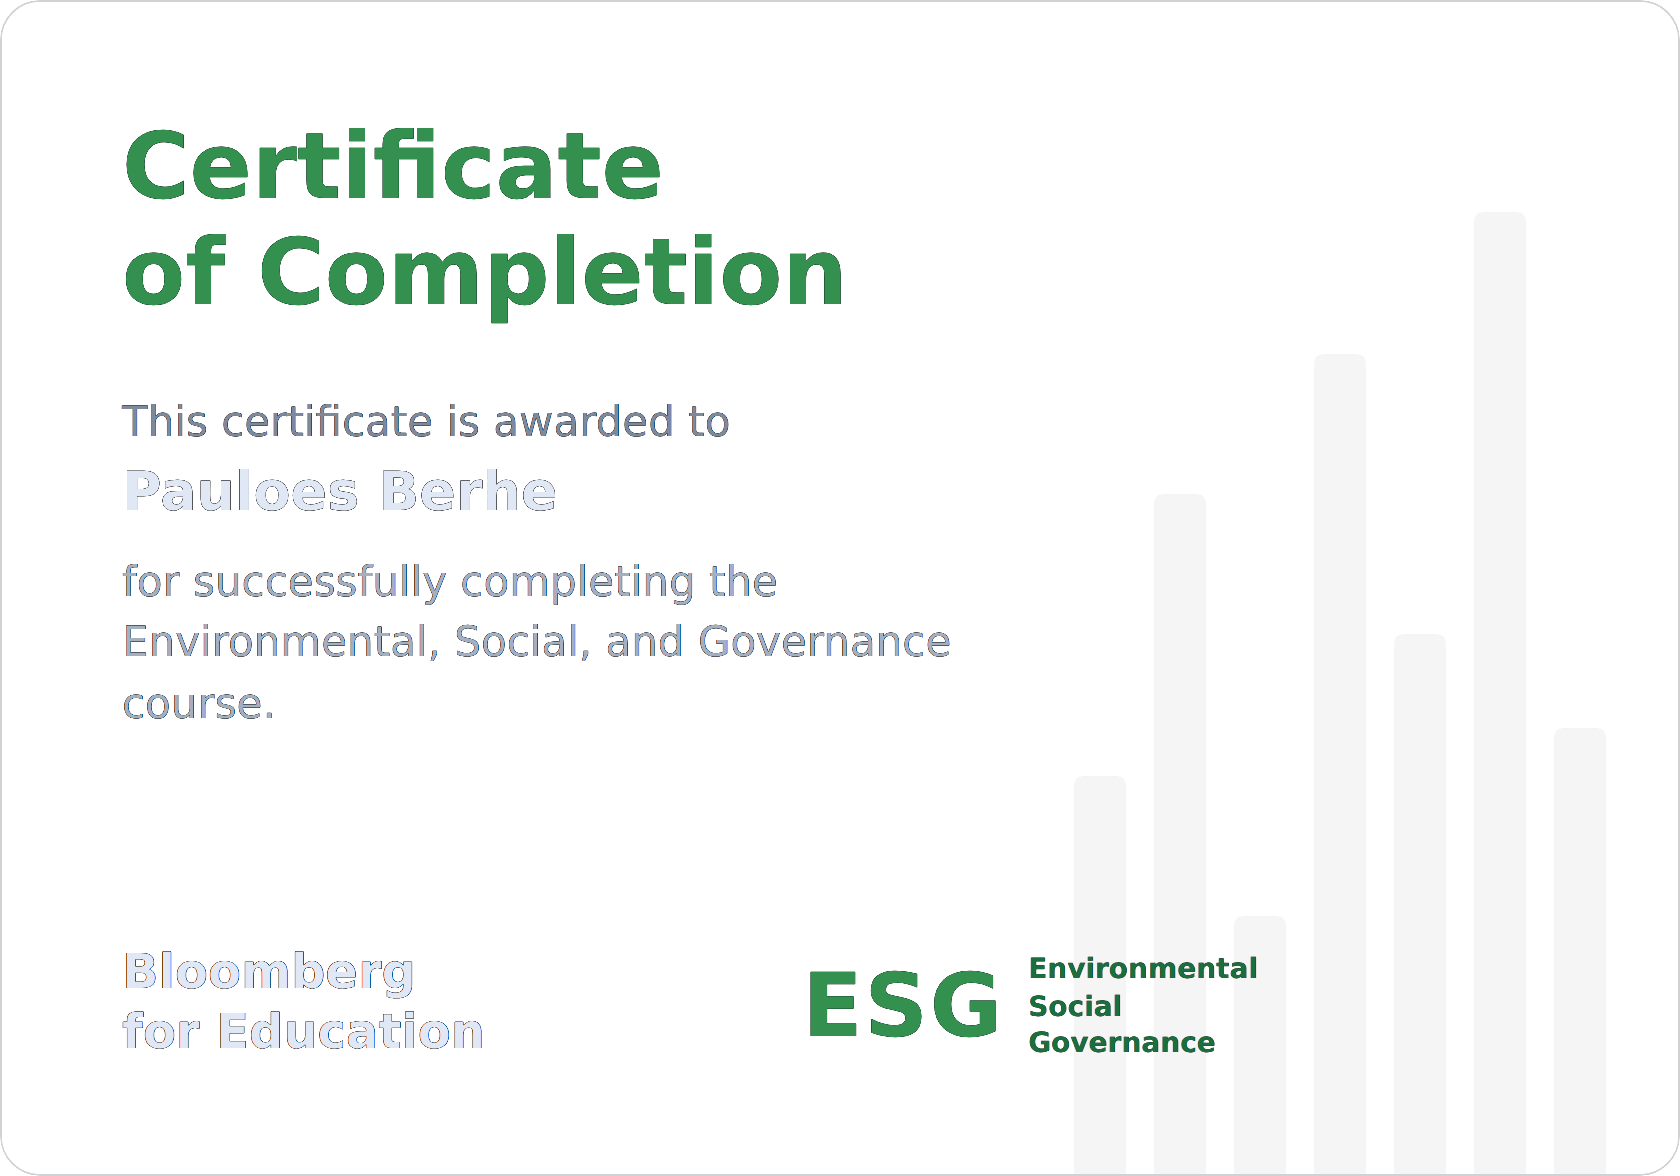 Certificate
of Completion
This certificate is awarded to
Pauloes Berhe
for successfully completing the
Environmental, Social, and Governance
course.
Bloomberg
for Education
ESG
Environmental
Social
Governance